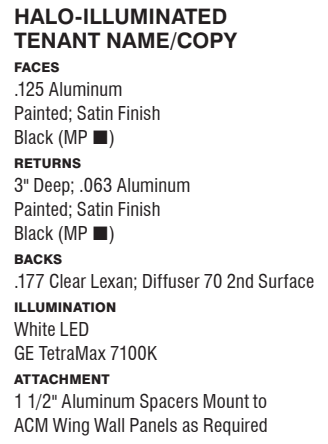 HALO-ILLUMINATED
TENANT NAME/COPY
FACES
.125 Aluminum
Painted; Satin Finish
Black (MP ■)
RETURNS
3" Deep; .063 Aluminum
Painted; Satin Finish
Black (MP ■)
BACKS
.177 Clear Lexan; Diffuser 70 2nd Surface
ILLUMINATION
White LED
GE TetraMax 7100K
ATTACHMENT
1 1/2" Aluminum Spacers Mount to
ACM Wing Wall Panels as Required